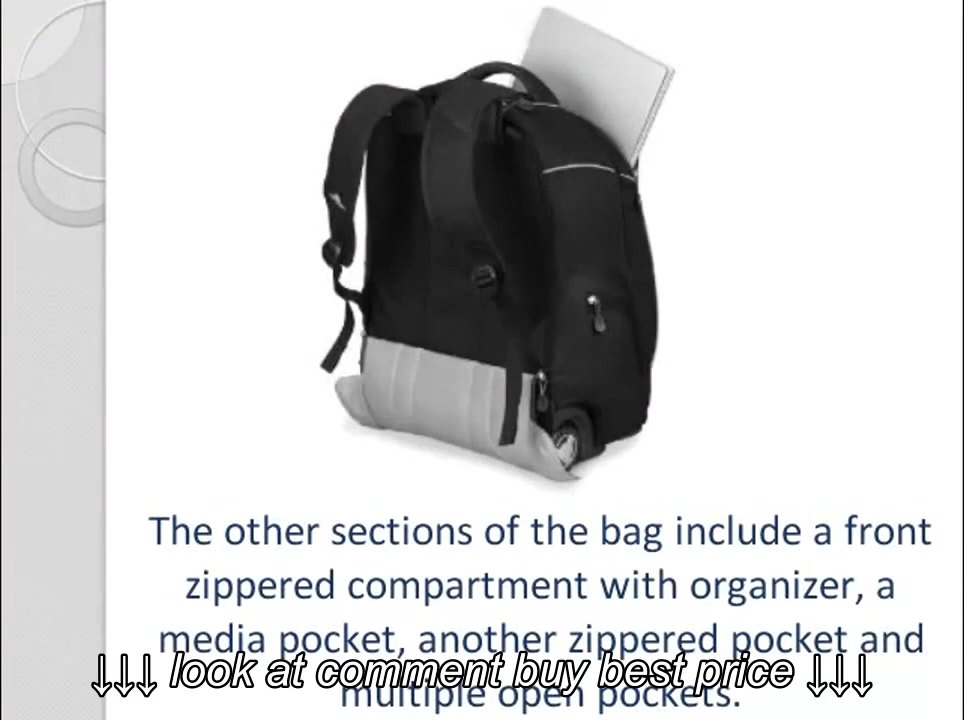 The other sections of the bag include a front
zippered compartment with organizer, a
media pocket, another zippered pocket and
↓↓↓ look at comment buy best price ↓↓↓
multiple open pockets.